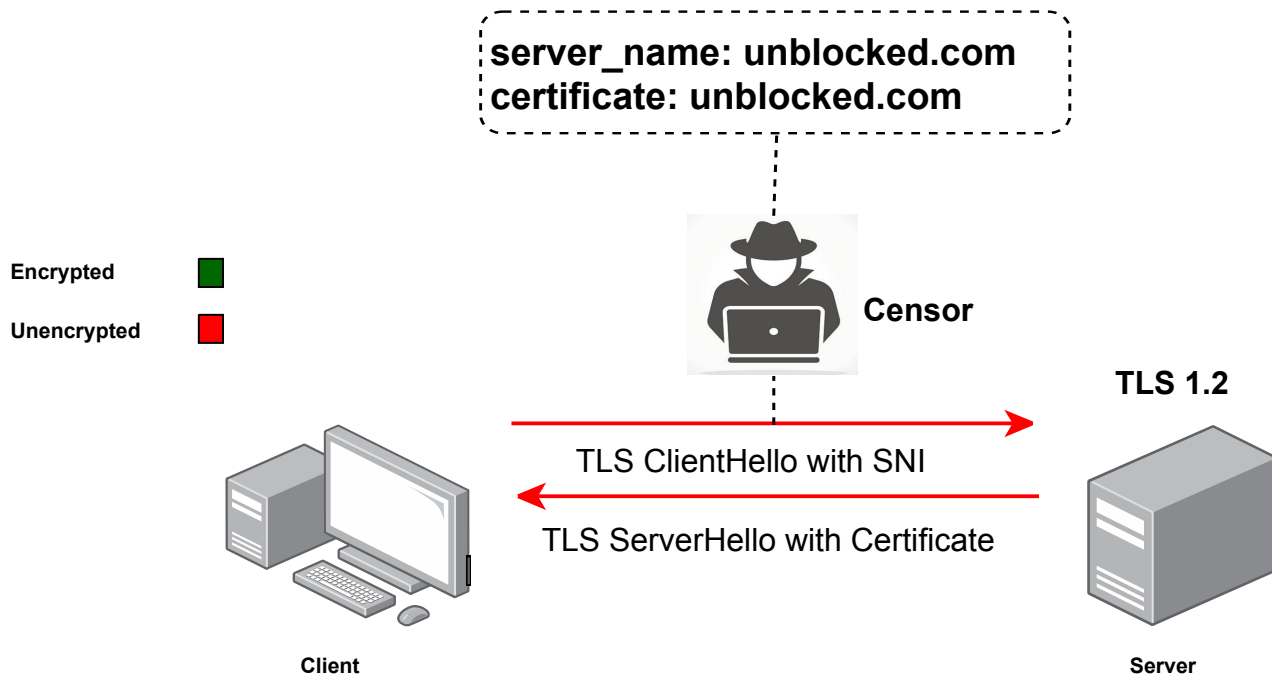 server_name: unblocked.com
certificate: unblocked.com
Encrypted
Unencrypted
Censor
TLS 1.2
TLS ClientHello with SNI
TLS ServerHello with Certificate
Client
Server